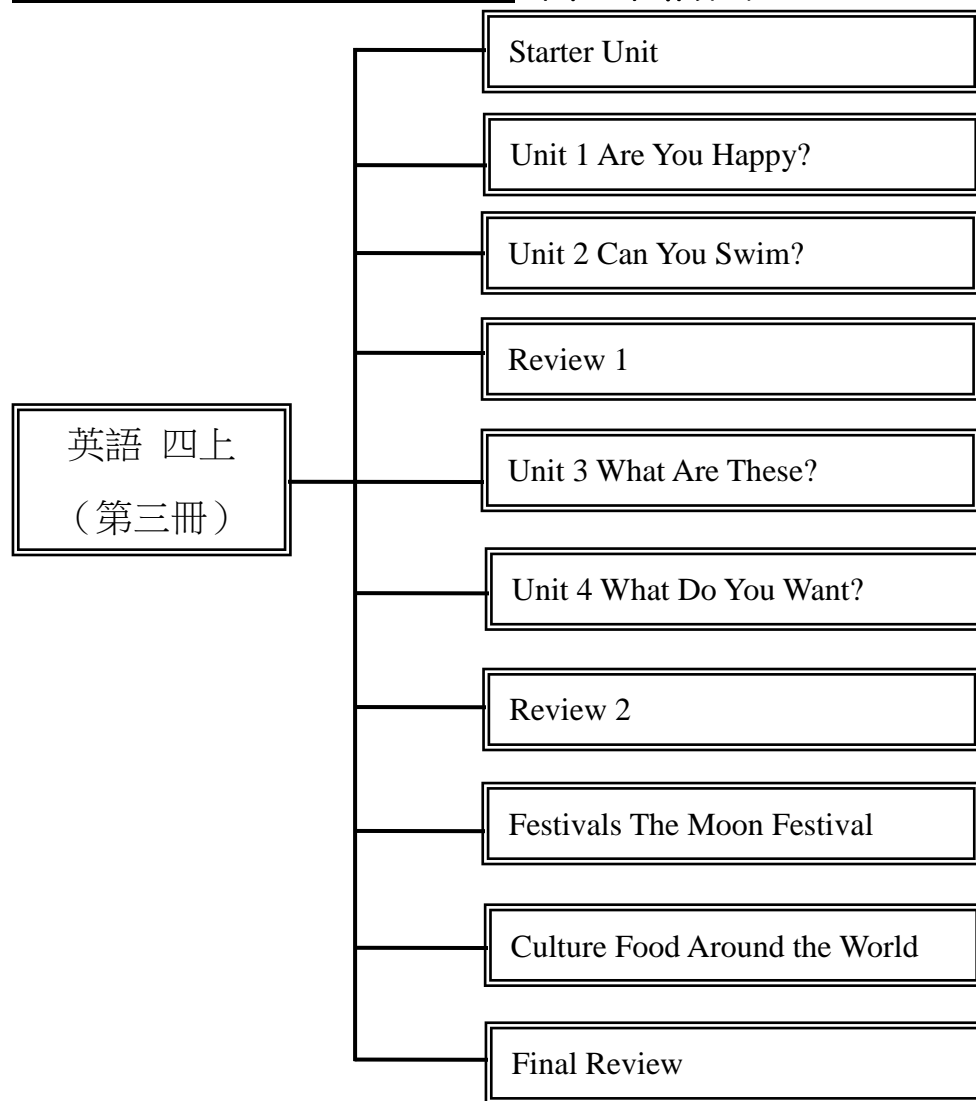 Starter Unit
Unit 1 Are You Happy?
Unit 2 Can You Swim?
Review 1
英語 四上
（第三冊）
Unit 3 What Are These?
Unit 4 What Do You Want?
Review 2
Festivals The Moon Festival
Culture Food Around the World
Final Review